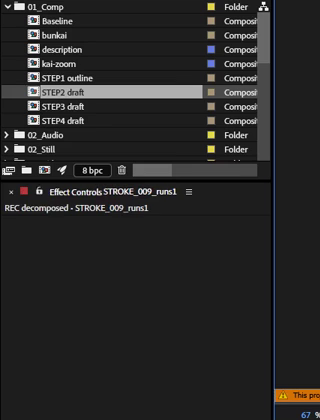 01_Comp Folder
Baseline Composit
bunkai Composit
description Composit
kai-zoom Composit
STEP1 outline Composit
STEP2 draft Composit
STEP3 draft Composit
STEP4 draft Composit
02_Audio Folder
02_Still Folder
8 bpc
× Effect Controls STROKE_009_runs1
REC decomposed - STROKE_009_runs1
This pro
67 %